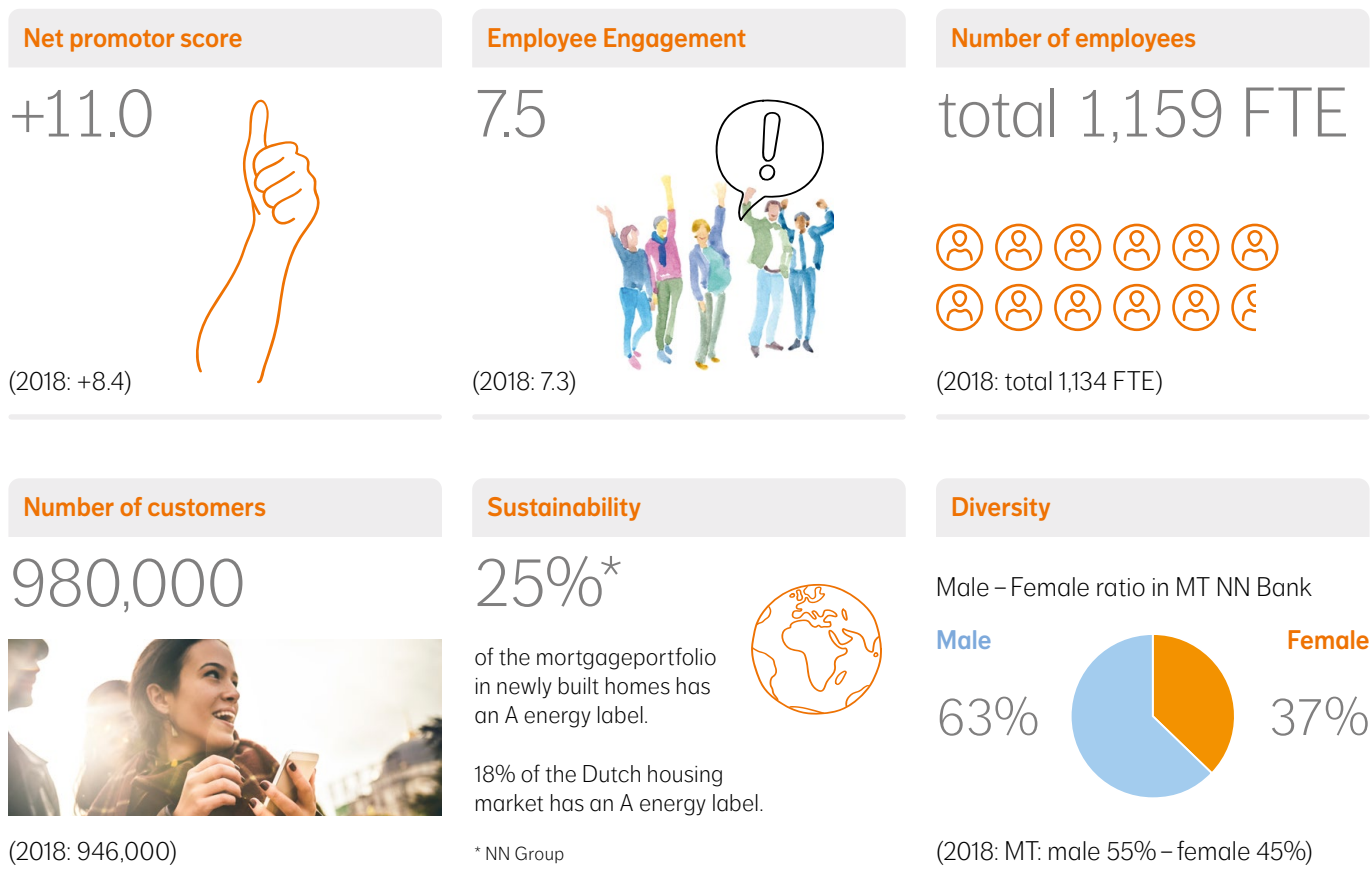 Net promotor score
+11.0
(2018: +8.4)
Employee Engagement
7.5
(2018: 7.3)
Number of employees
total 1,159 FTE
(2018: total 1,134 FTE)
Number of customers
980,000
(2018: 946,000)
Sustainability
25%*
of the mortgageportfolio
in newly built homes has
an A energy label.
18% of the Dutch housing
market has an A energy label.
* NN Group
Diversity
Male – Female ratio in MT NN Bank
Male Female
63% 37%
(2018: MT: male 55% – female 45%)